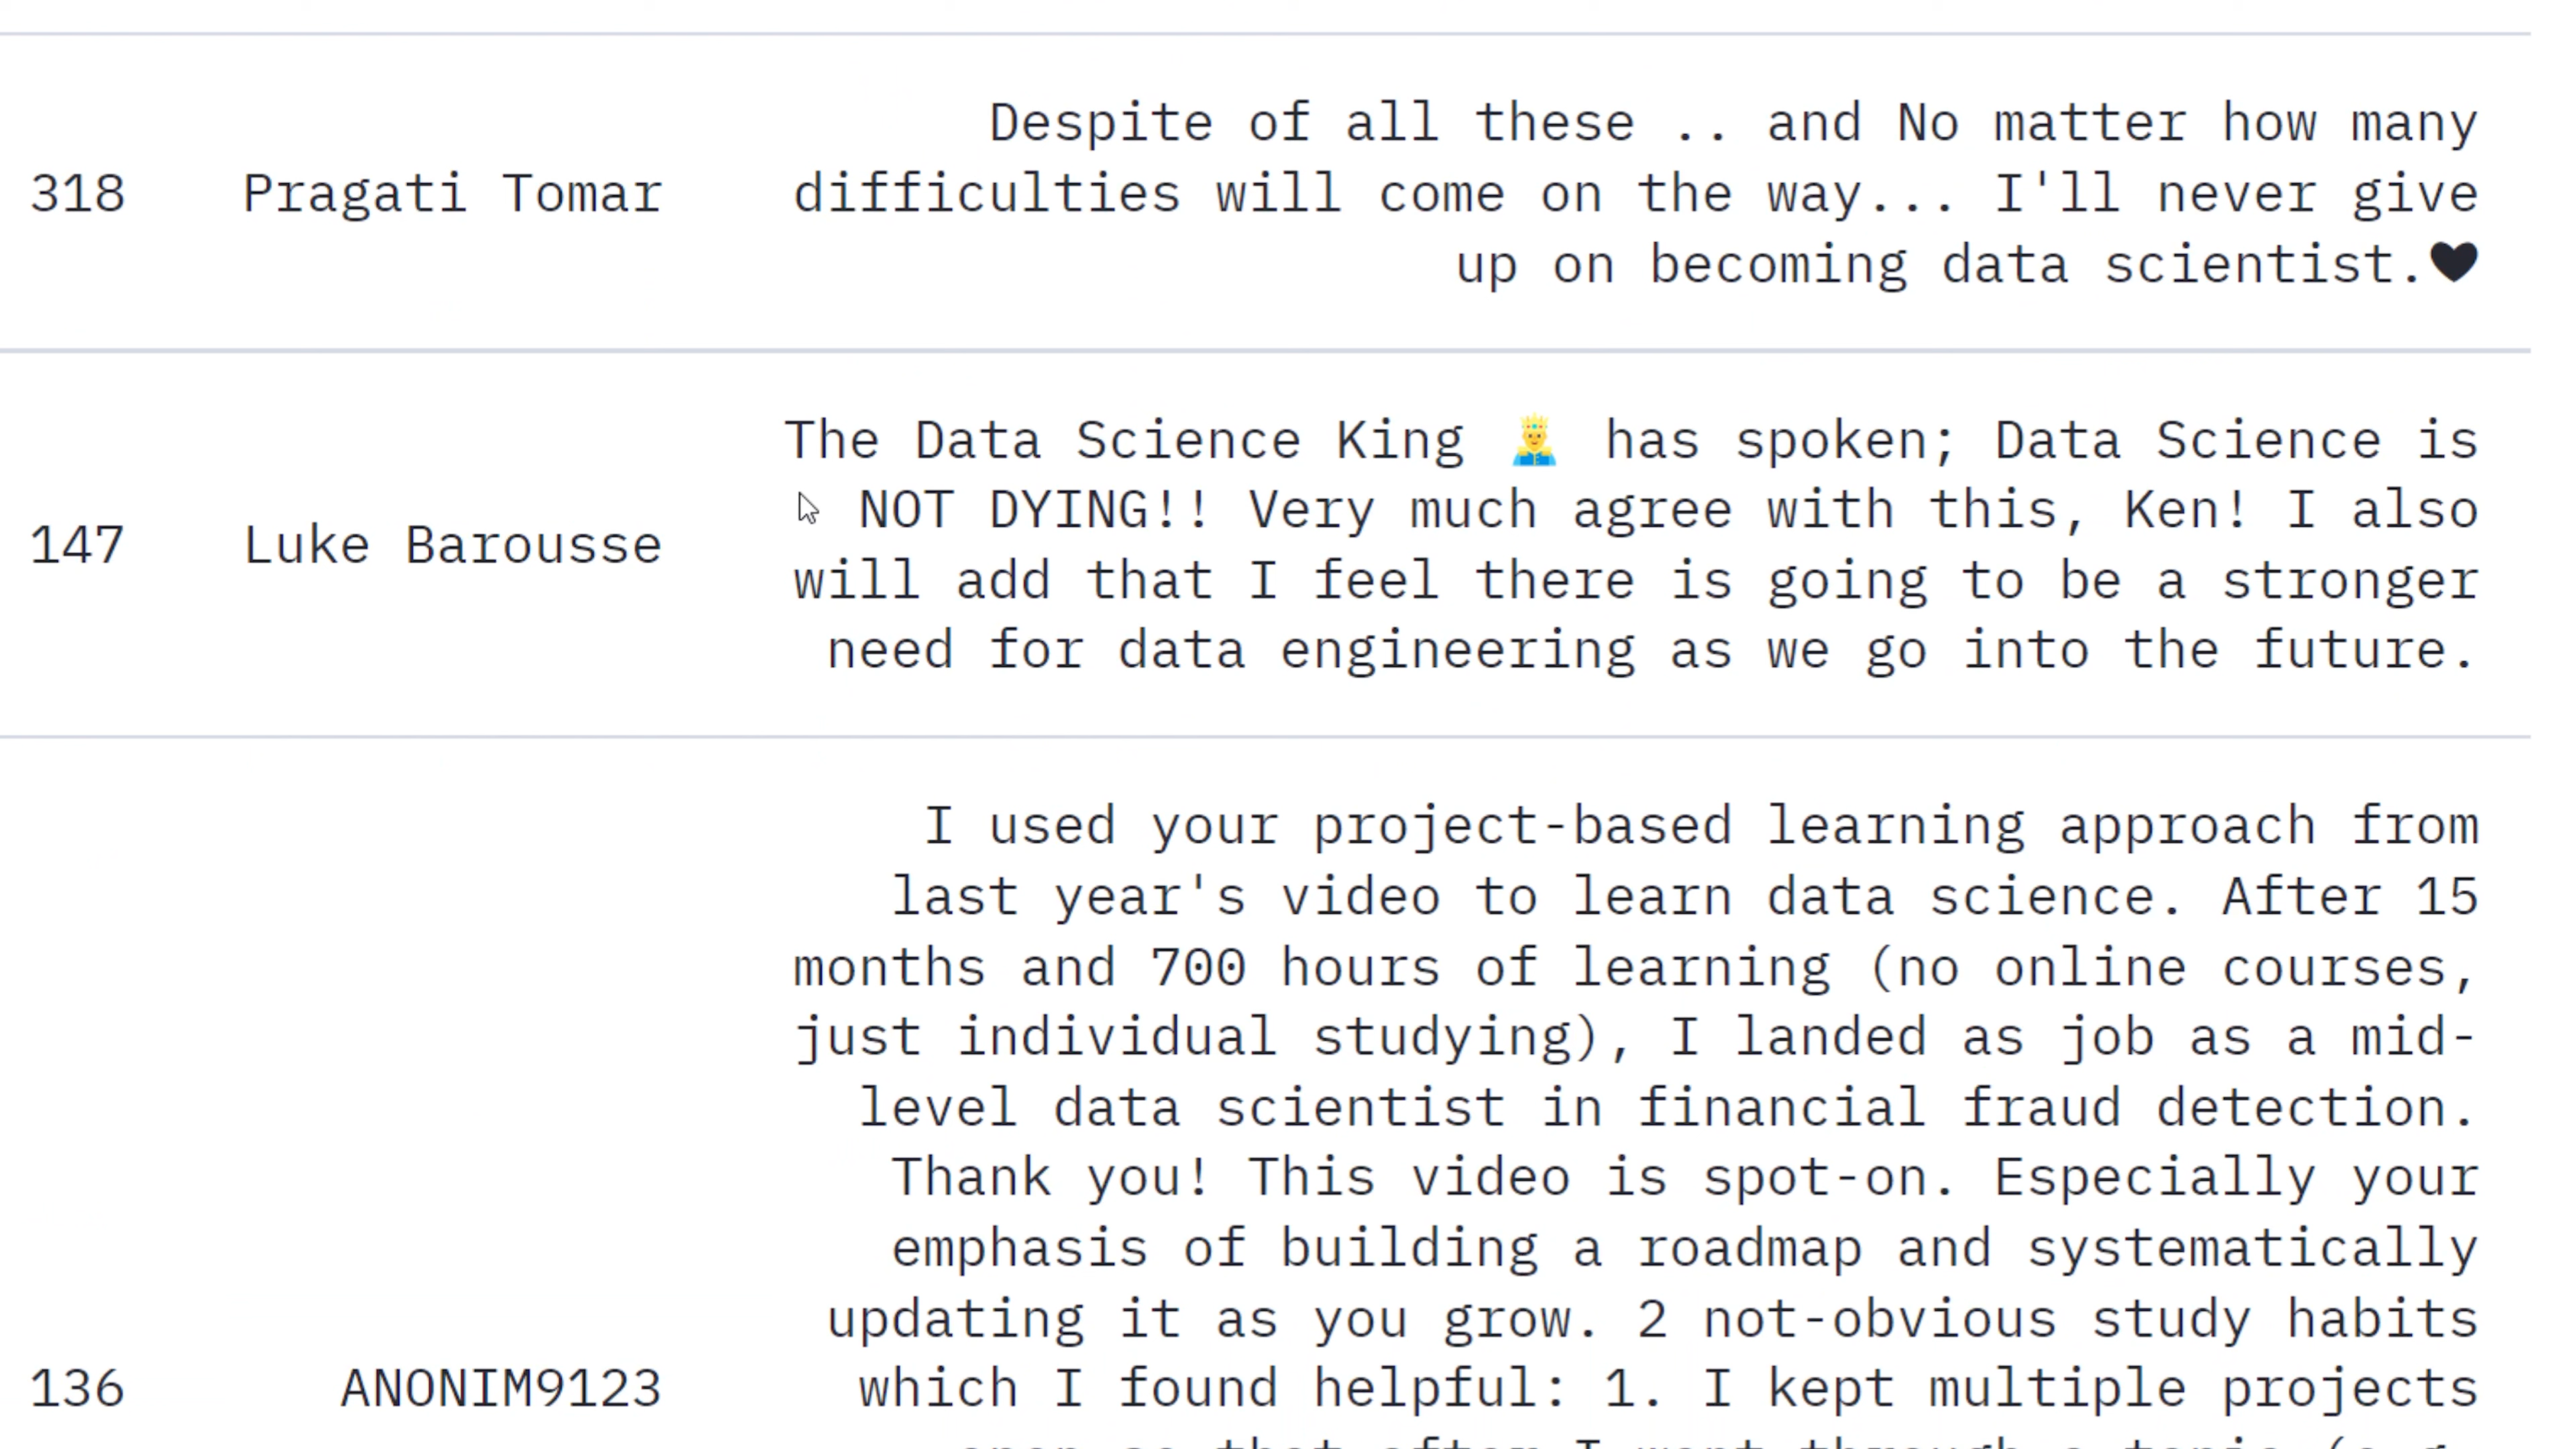 Despite of all these .. and No matter how many
318 Pragati Tomar difficulties will come on the way... I'll never give
up on becoming data scientist.🖤
The Data Science King 🤴 has spoken; Data Science is
NOT DYING!! Very much agree with this, Ken! I also
147 Luke Barousse
will add that I feel there is going to be a stronger
need for data engineering as we go into the future.
I used your project-based learning approach from
last year's video to learn data science. After 15
months and 700 hours of learning (no online courses,
just individual studying), I landed as job as a mid-
level data scientist in financial fraud detection.
Thank you! This video is spot-on. Especially your
emphasis of building a roadmap and systematically
updating it as you grow. 2 not-obvious study habits
136 ANONIM9123 which I found helpful: 1. I kept multiple projects